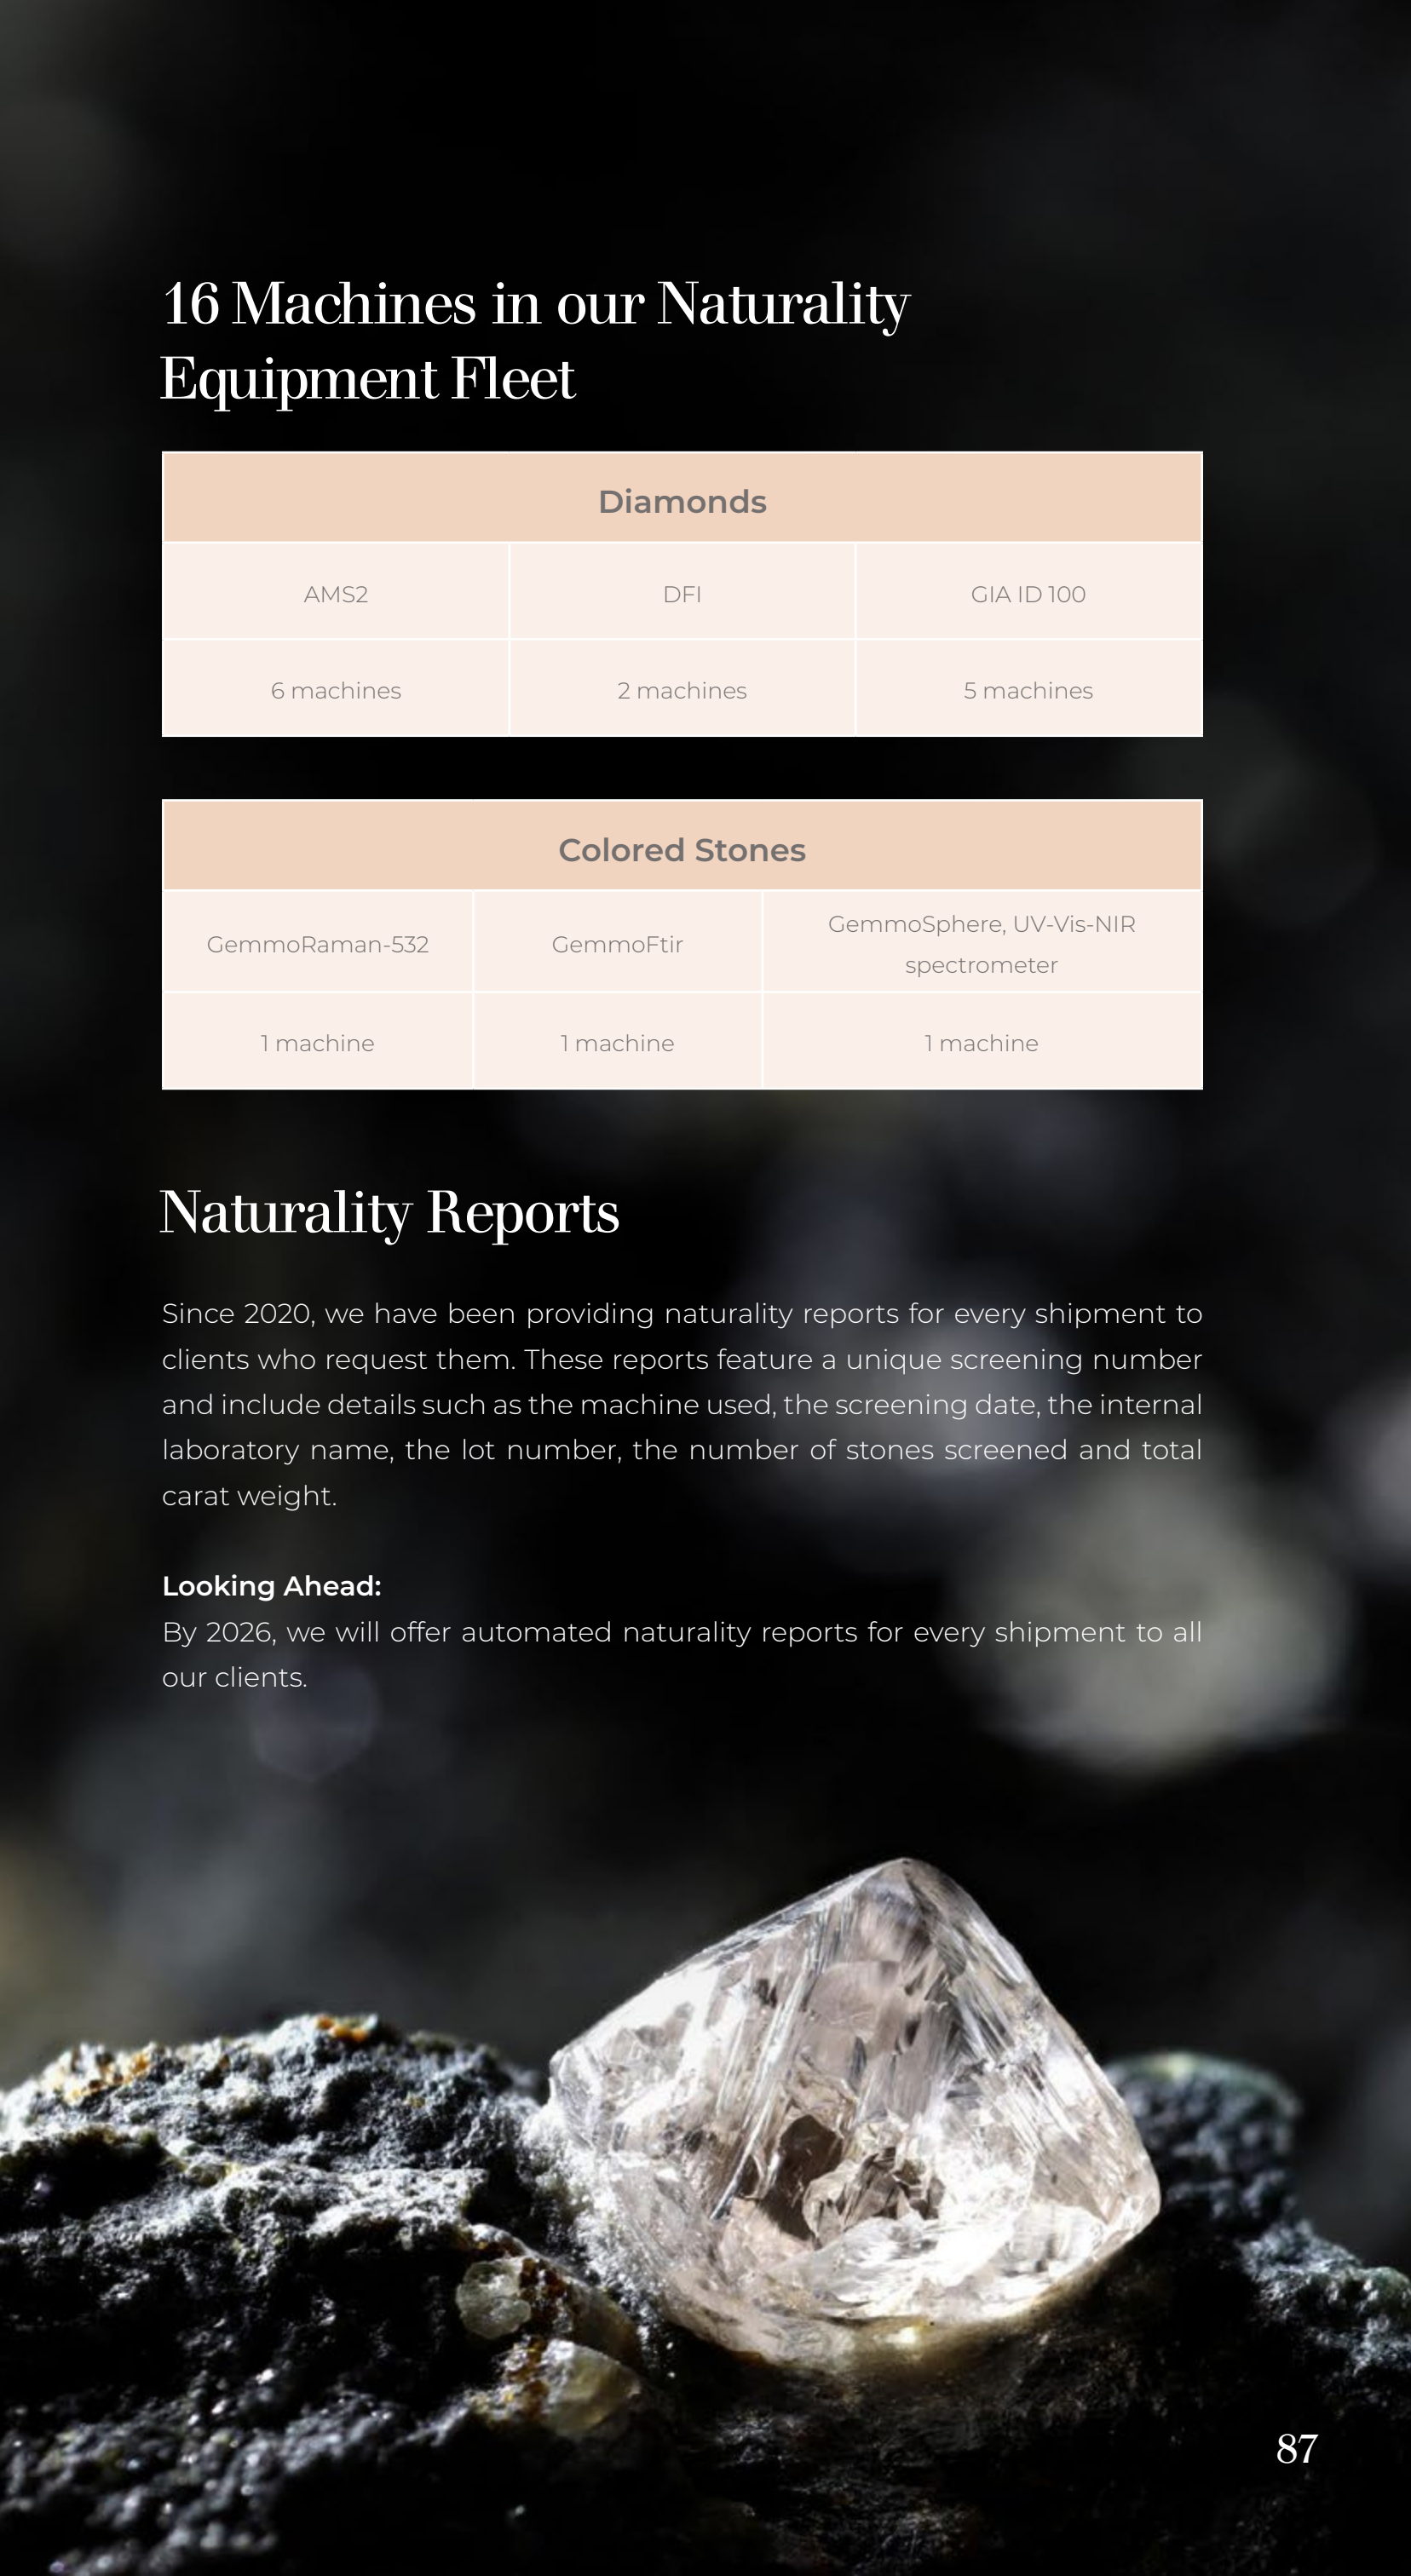 16 Machines in our Naturality
Equipment Fleet
Diamonds
AMS2 DFI GIA ID 100
6 machines 2 machines 5 machines
Colored Stones
GemmoRaman-532 GemmoFtir GemmoSphere, UV-Vis-NIR
spectrometer
1 machine 1 machine 1 machine
Naturality Reports
Since 2020, we have been providing naturality reports for every shipment to
clients who request them. These reports feature a unique screening number
and include details such as the machine used, the screening date, the internal
laboratory name, the lot number, the number of stones screened and total
carat weight.
Looking Ahead:
By 2026, we will offer automated naturality reports for every shipment to all
our clients.
87